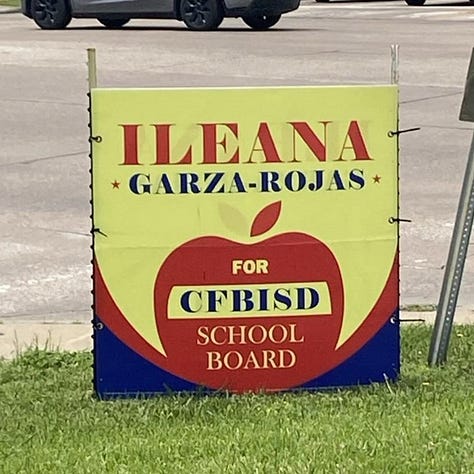 ILEANA
GARZA-ROJAS
FOR
CFBISD
SCHOOL
BOARD